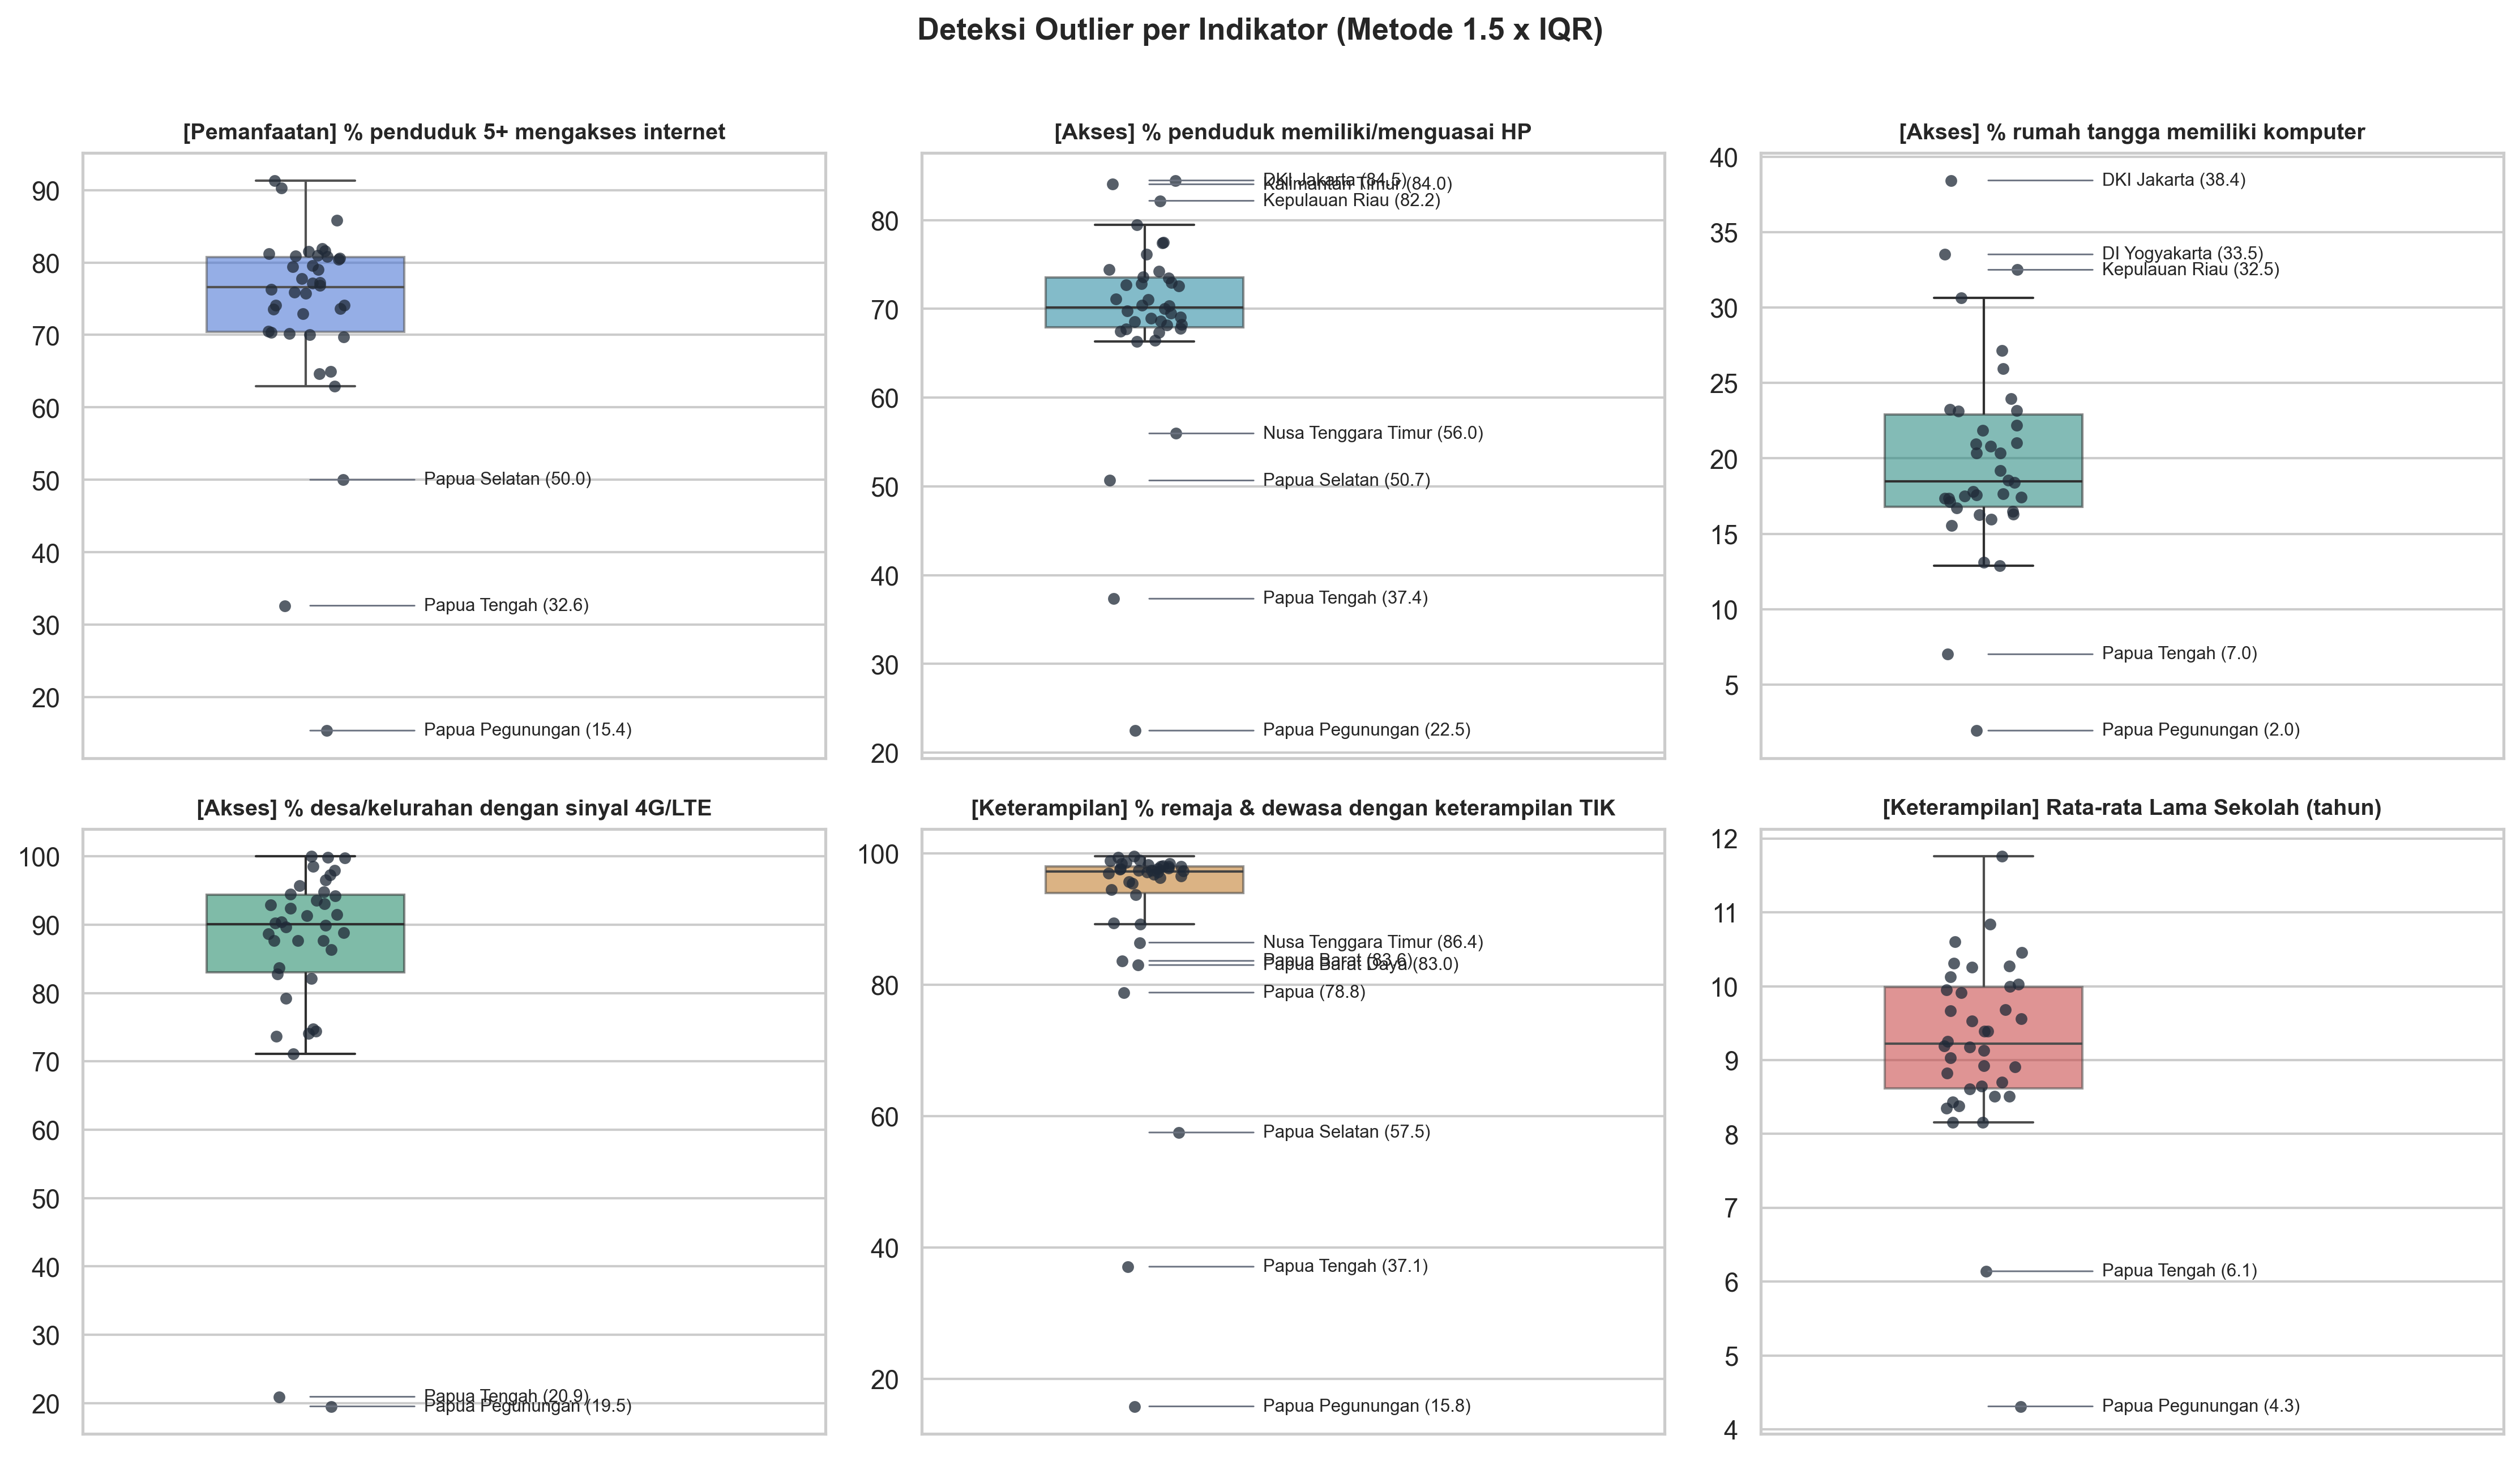 Deteksi Outlier per Indikator (Metode 1.5 x IQR)
[Pemanfaatan] % penduduk 5+ mengakses internet
90
80
70
60
50
40
30
20
Papua Selatan (50.0)
Papua Tengah (32.6)
Papua Pegunungan (15.4)
[Akses] % penduduk memiliki/menguasai HP
80
70
60
50
40
30
20
DKI Jakarta (84.5)
Kalimantan Timur (84.0)
Kepulauan Riau (82.2)
Nusa Tenggara Timur (56.0)
Papua Selatan (50.7)
Papua Tengah (37.4)
Papua Pegunungan (22.5)
[Akses] % rumah tangga memiliki komputer
40
35
30
25
20
15
10
5
DKI Jakarta (38.4)
DI Yogyakarta (33.5)
Kepulauan Riau (32.5)
Papua Tengah (7.0)
Papua Pegunungan (2.0)
[Akses] % desa/kelurahan dengan sinyal 4G/LTE
100
90
80
70
60
50
40
30
20
Papua Tengah (20.9)
Papua Pegunungan (19.5)
[Keterampilan] % remaja & dewasa dengan keterampilan TIK
100
80
60
40
20
Nusa Tenggara Timur (86.4)
Papua Barat (83.6)
Papua Barat Daya (83.0)
Papua (78.8)
Papua Selatan (57.5)
Papua Tengah (37.1)
Papua Pegunungan (15.8)
[Keterampilan] Rata-rata Lama Sekolah (tahun)
12
11
10
9
8
7
6
5
4
Papua Tengah (6.1)
Papua Pegunungan (4.3)